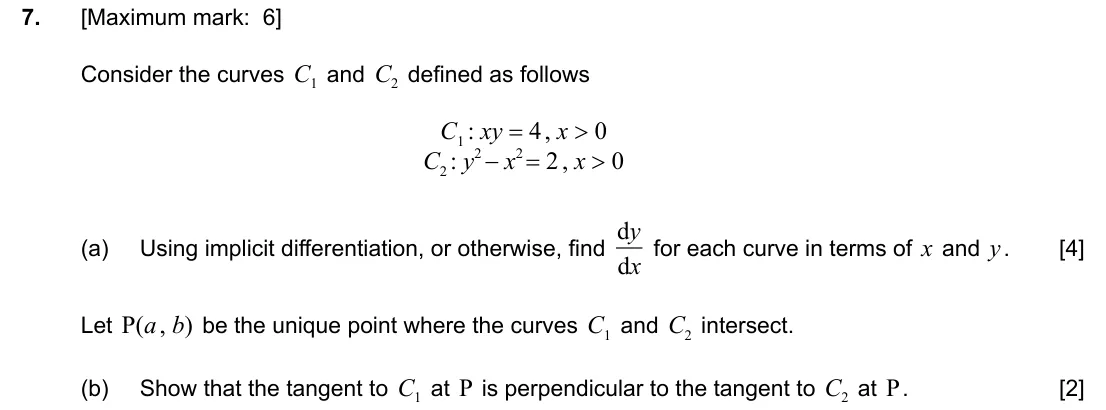 7. [Maximum mark: 6]
Consider the curves C₁ and C₂ defined as follows
C₁ : xy = 4, x > 0
C₂ : y² − x² = 2, x > 0
(a) Using implicit differentiation, or otherwise, find dy/dx for each curve in terms of x and y. [4]
Let P(a, b) be the unique point where the curves C₁ and C₂ intersect.
(b) Show that the tangent to C₁ at P is perpendicular to the tangent to C₂ at P. [2]